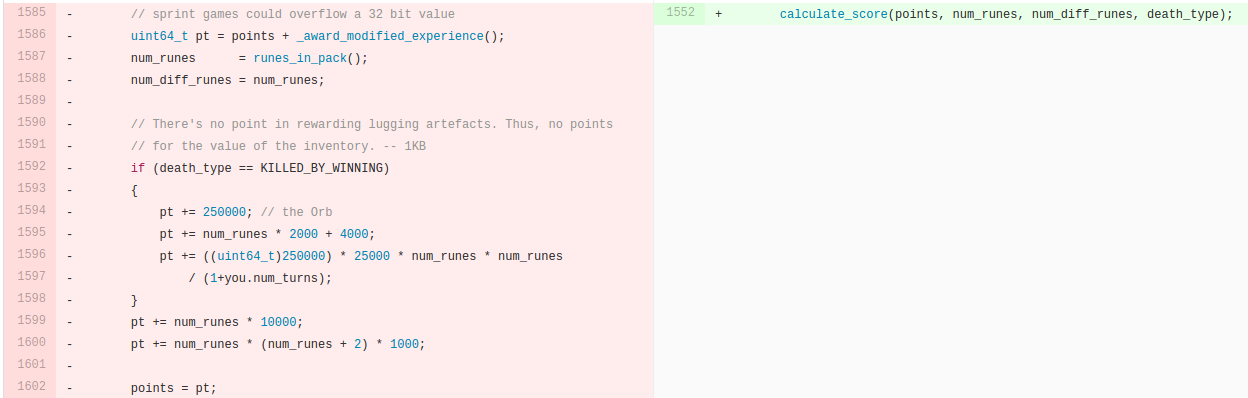 1585 - // sprint games could overflow a 32 bit value
1586 - uint64_t pt = points + _award_modified_experience();
1587 - num_runes      = runes_in_pack();
1588 - num_diff_runes = num_runes;
1589 -
1590 - // There's no point in rewarding lugging artefacts. Thus, no points
1591 - // for the value of the inventory. -- 1KB
1592 - if (death_type == KILLED_BY_WINNING)
1593 - {
1594 -     pt += 250000; // the Orb
1595 -     pt += num_runes * 2000 + 4000;
1596 -     pt += ((uint64_t)250000) * 25000 * num_runes * num_runes
1597 -         / (1+you.num_turns);
1598 - }
1599 - pt += num_runes * 10000;
1600 - pt += num_runes * (num_runes + 2) * 1000;
1601 -
1602 - points = pt;
1552 + calculate_score(points, num_runes, num_diff_runes, death_type);